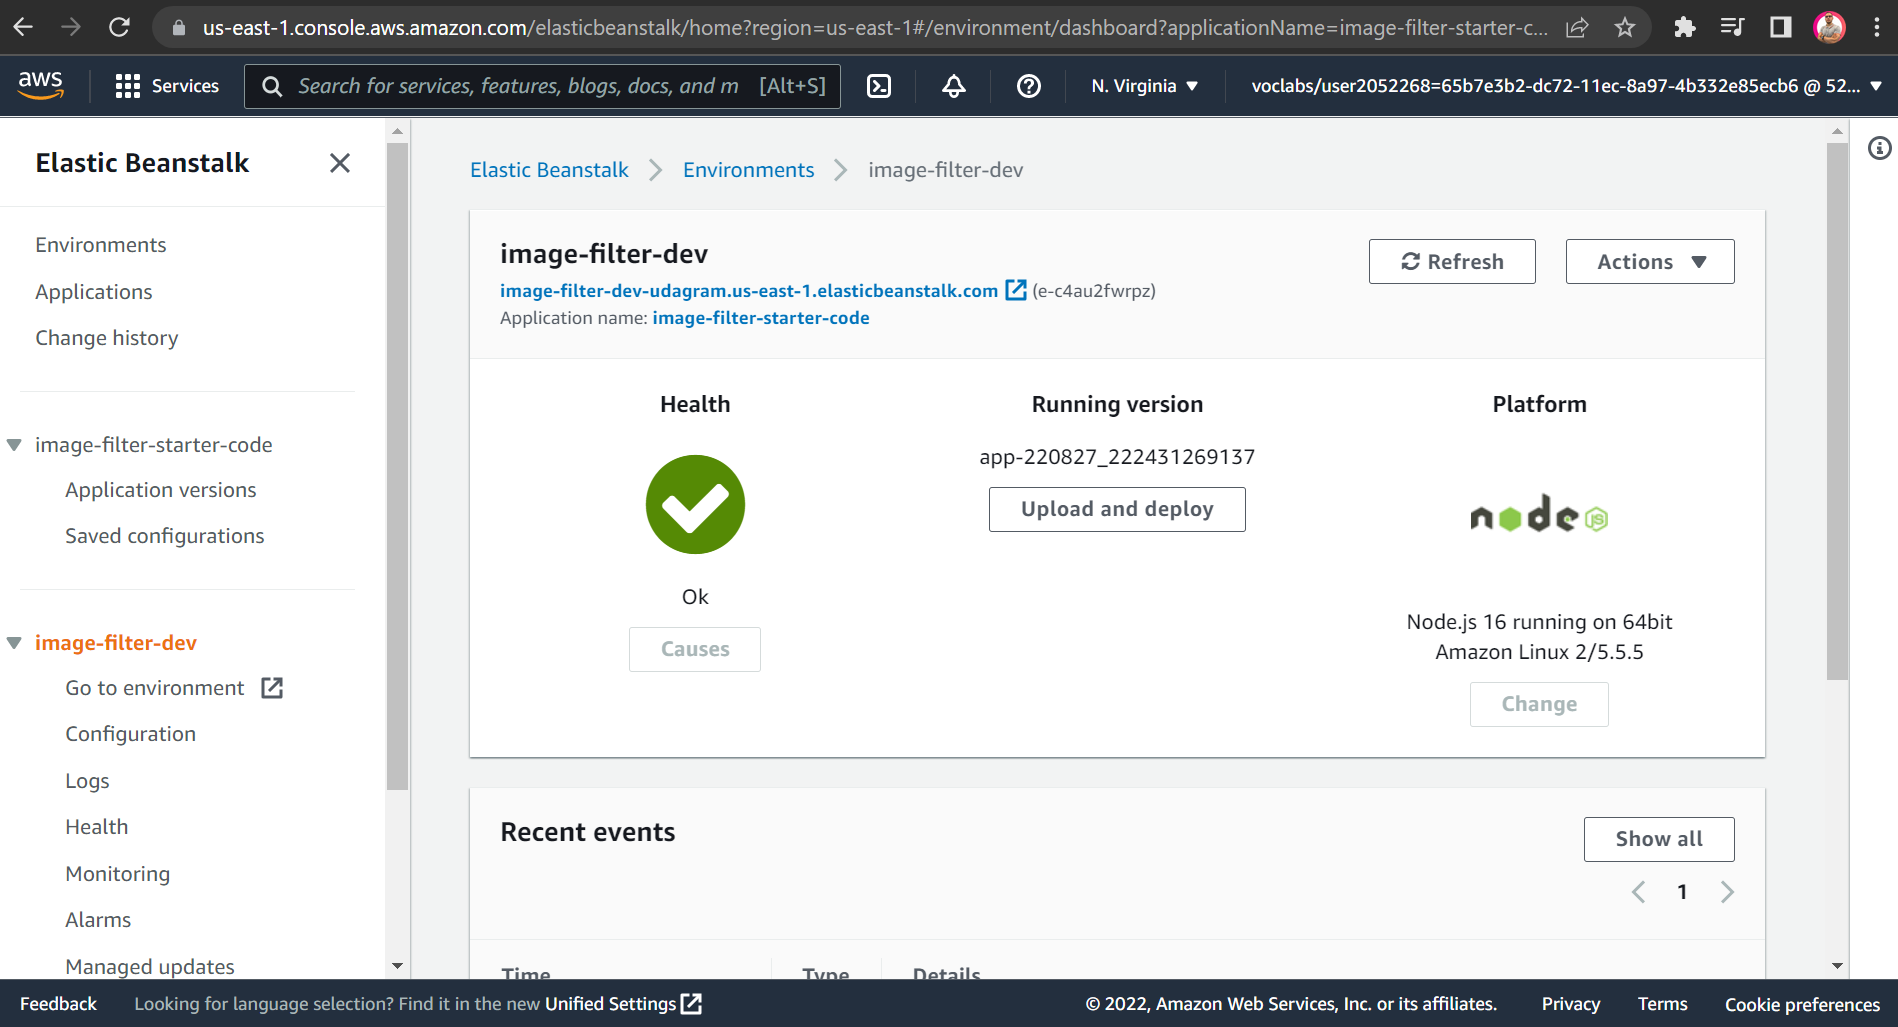 us-east-1.console.aws.amazon.com/elasticbeanstalk/home?region=us-east-1#/environment/dashboard?applicationName=image-filter-starter-c...
aws
Services
Search for services, features, blogs, docs, and m [Alt+S]
N. Virginia
voclabs/user2052268=65b7e3b2-dc72-11ec-8a97-4b332e85ecb6 @ 52...
Elastic Beanstalk
Environments
Applications
Change history
image-filter-starter-code
Application versions
Saved configurations
image-filter-dev
Go to environment
Configuration
Logs
Health
Monitoring
Alarms
Managed updates
Elastic Beanstalk
Environments
image-filter-dev
image-filter-dev
image-filter-dev-udagram.us-east-1.elasticbeanstalk.com (e-c4au2fwrpz)
Application name: image-filter-starter-code
Refresh
Actions
Health
Ok
Causes
Running version
app-220827_222431269137
Upload and deploy
Platform
node JS
Node.js 16 running on 64bit
Amazon Linux 2/5.5.5
Change
Recent events
Show all
1
Time
Type
Details
Feedback
Looking for language selection? Find it in the new Unified Settings
© 2022, Amazon Web Services, Inc. or its affiliates.
Privacy
Terms
Cookie preferences